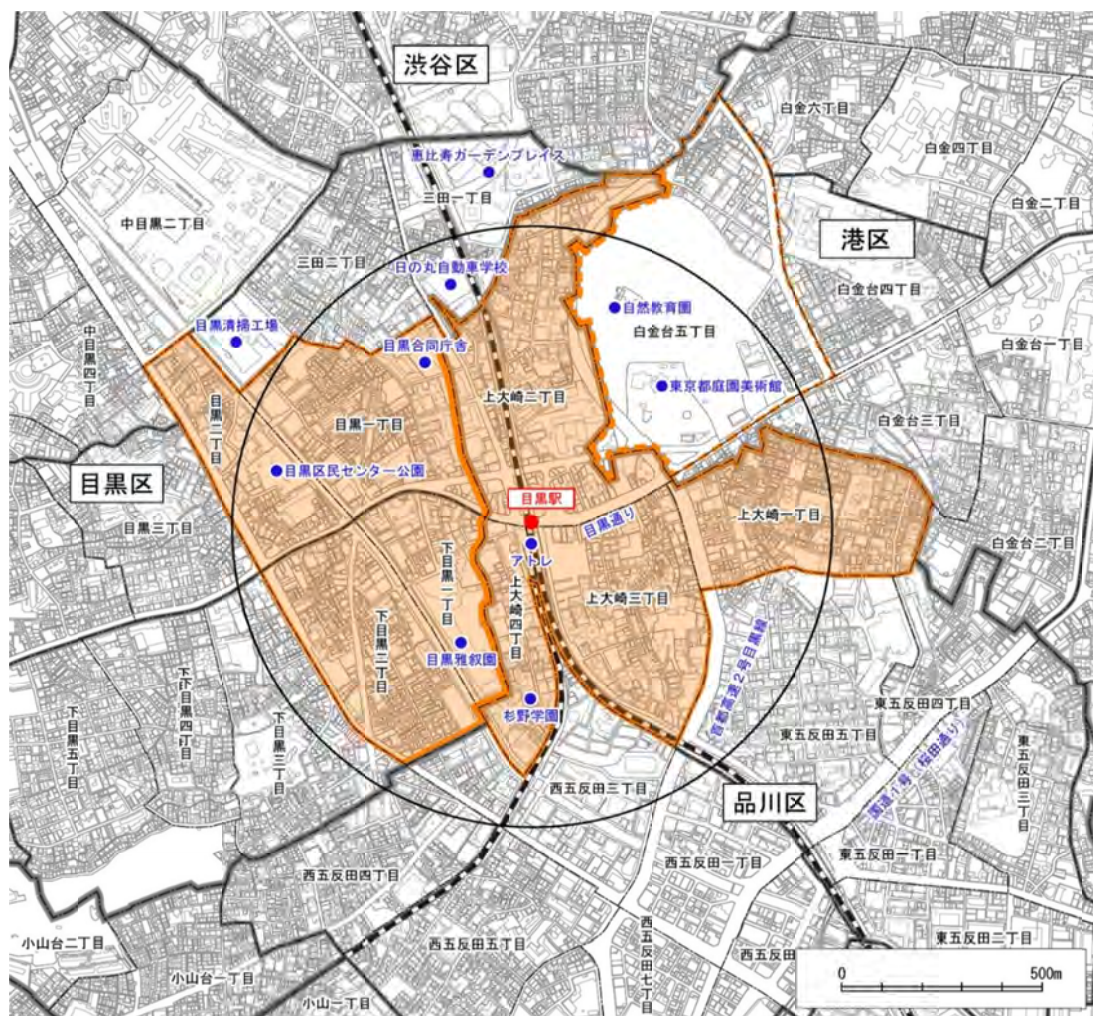 渋谷区
白金六丁目
白金四丁目
恵比寿ガーデンプレイス
三田一丁目
白金二丁目
中目黒二丁目
港区
三田二丁目
日の丸自動車学校
白金台四丁目
自然教育園
白金台五丁目
目黒清掃工場
中目黒四丁目
目黒合同庁舎
白金台一丁目
上大崎二丁目
東京都庭園美術館
目黒二丁目
目黒一丁目
白金台三丁目
目黒区
目黒区民センター公園
目黒駅
目黒三丁目
目黒通り
上大崎一丁目
アトレ
白金台二丁目
下目黒一丁目
上大崎四丁目
上大崎三丁目
下目黒二丁目
目黒雅叙園
首都高速2号目黒線
杉野学園
下目黒四丁目
下目黒五丁目
下目黒三丁目
東五反田四丁目
東五反田五丁目
東五反田三丁目
西五反田三丁目
品川区
国道1号・桜田通り
西五反田四丁目
西五反田一丁目
東五反田一丁目
小山台二丁目
西五反田五丁目
東五反田二丁目
小山台一丁目
西五反田七丁目
西五反田
小山一丁目
0 500m